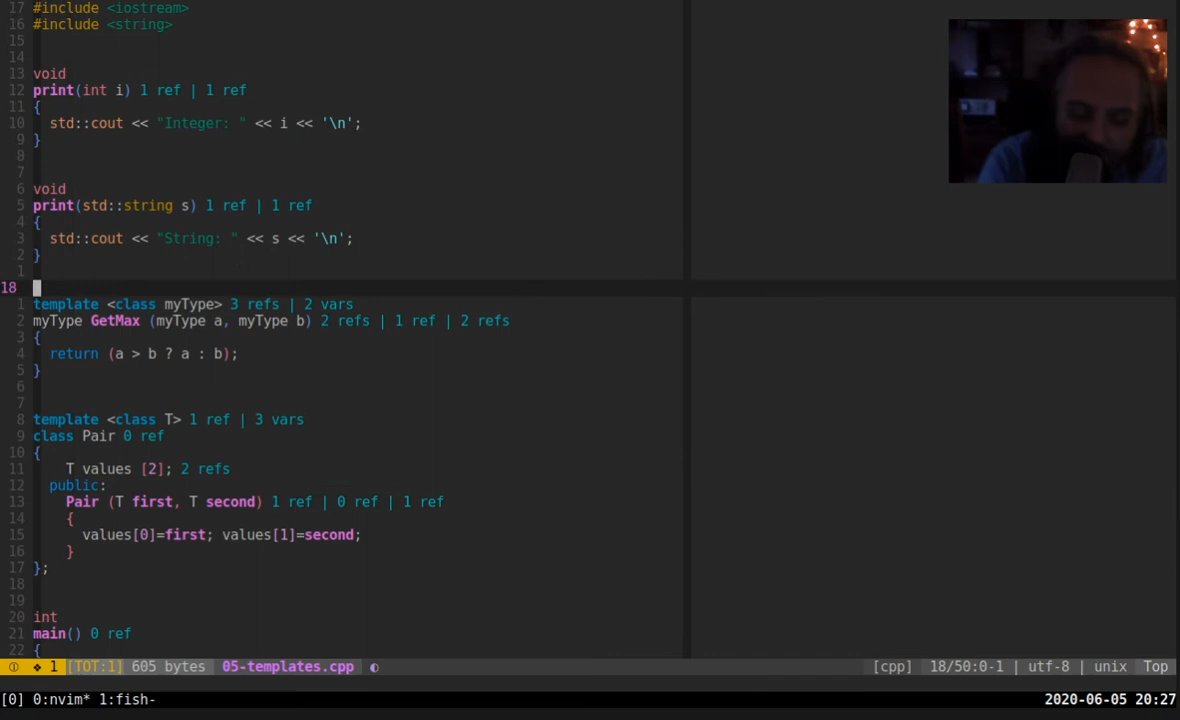 17 #include <iostream>
16 #include <string>
15
14
13 void
12 print(int i) 1 ref | 1 ref
11 {
10 std::cout << "Integer: " << i << '\n';
9 }
8
7
6 void
5 print(std::string s) 1 ref | 1 ref
4 {
3 std::cout << "String: " << s << '\n';
2 }
1
18
1 template <class myType> 3 refs | 2 vars
2 myType GetMax (myType a, myType b) 2 refs | 1 ref | 2 refs
3 {
4 return (a > b ? a : b);
5 }
6
7
8 template <class T> 1 ref | 3 vars
9 class Pair 0 ref
10 {
11 T values [2]; 2 refs
12 public:
13 Pair (T first, T second) 1 ref | 0 ref | 1 ref
14 {
15 values[0]=first; values[1]=second;
16 }
17 };
18
19
20 int
21 main() 0 ref
22 {
① ❖ 1 [TOT:1] 605 bytes 05-templates.cpp ◐ [cpp] 18/50:0-1 | utf-8 | unix Top
[0] 0:nvim* 1:fish- 2020-06-05 20:27